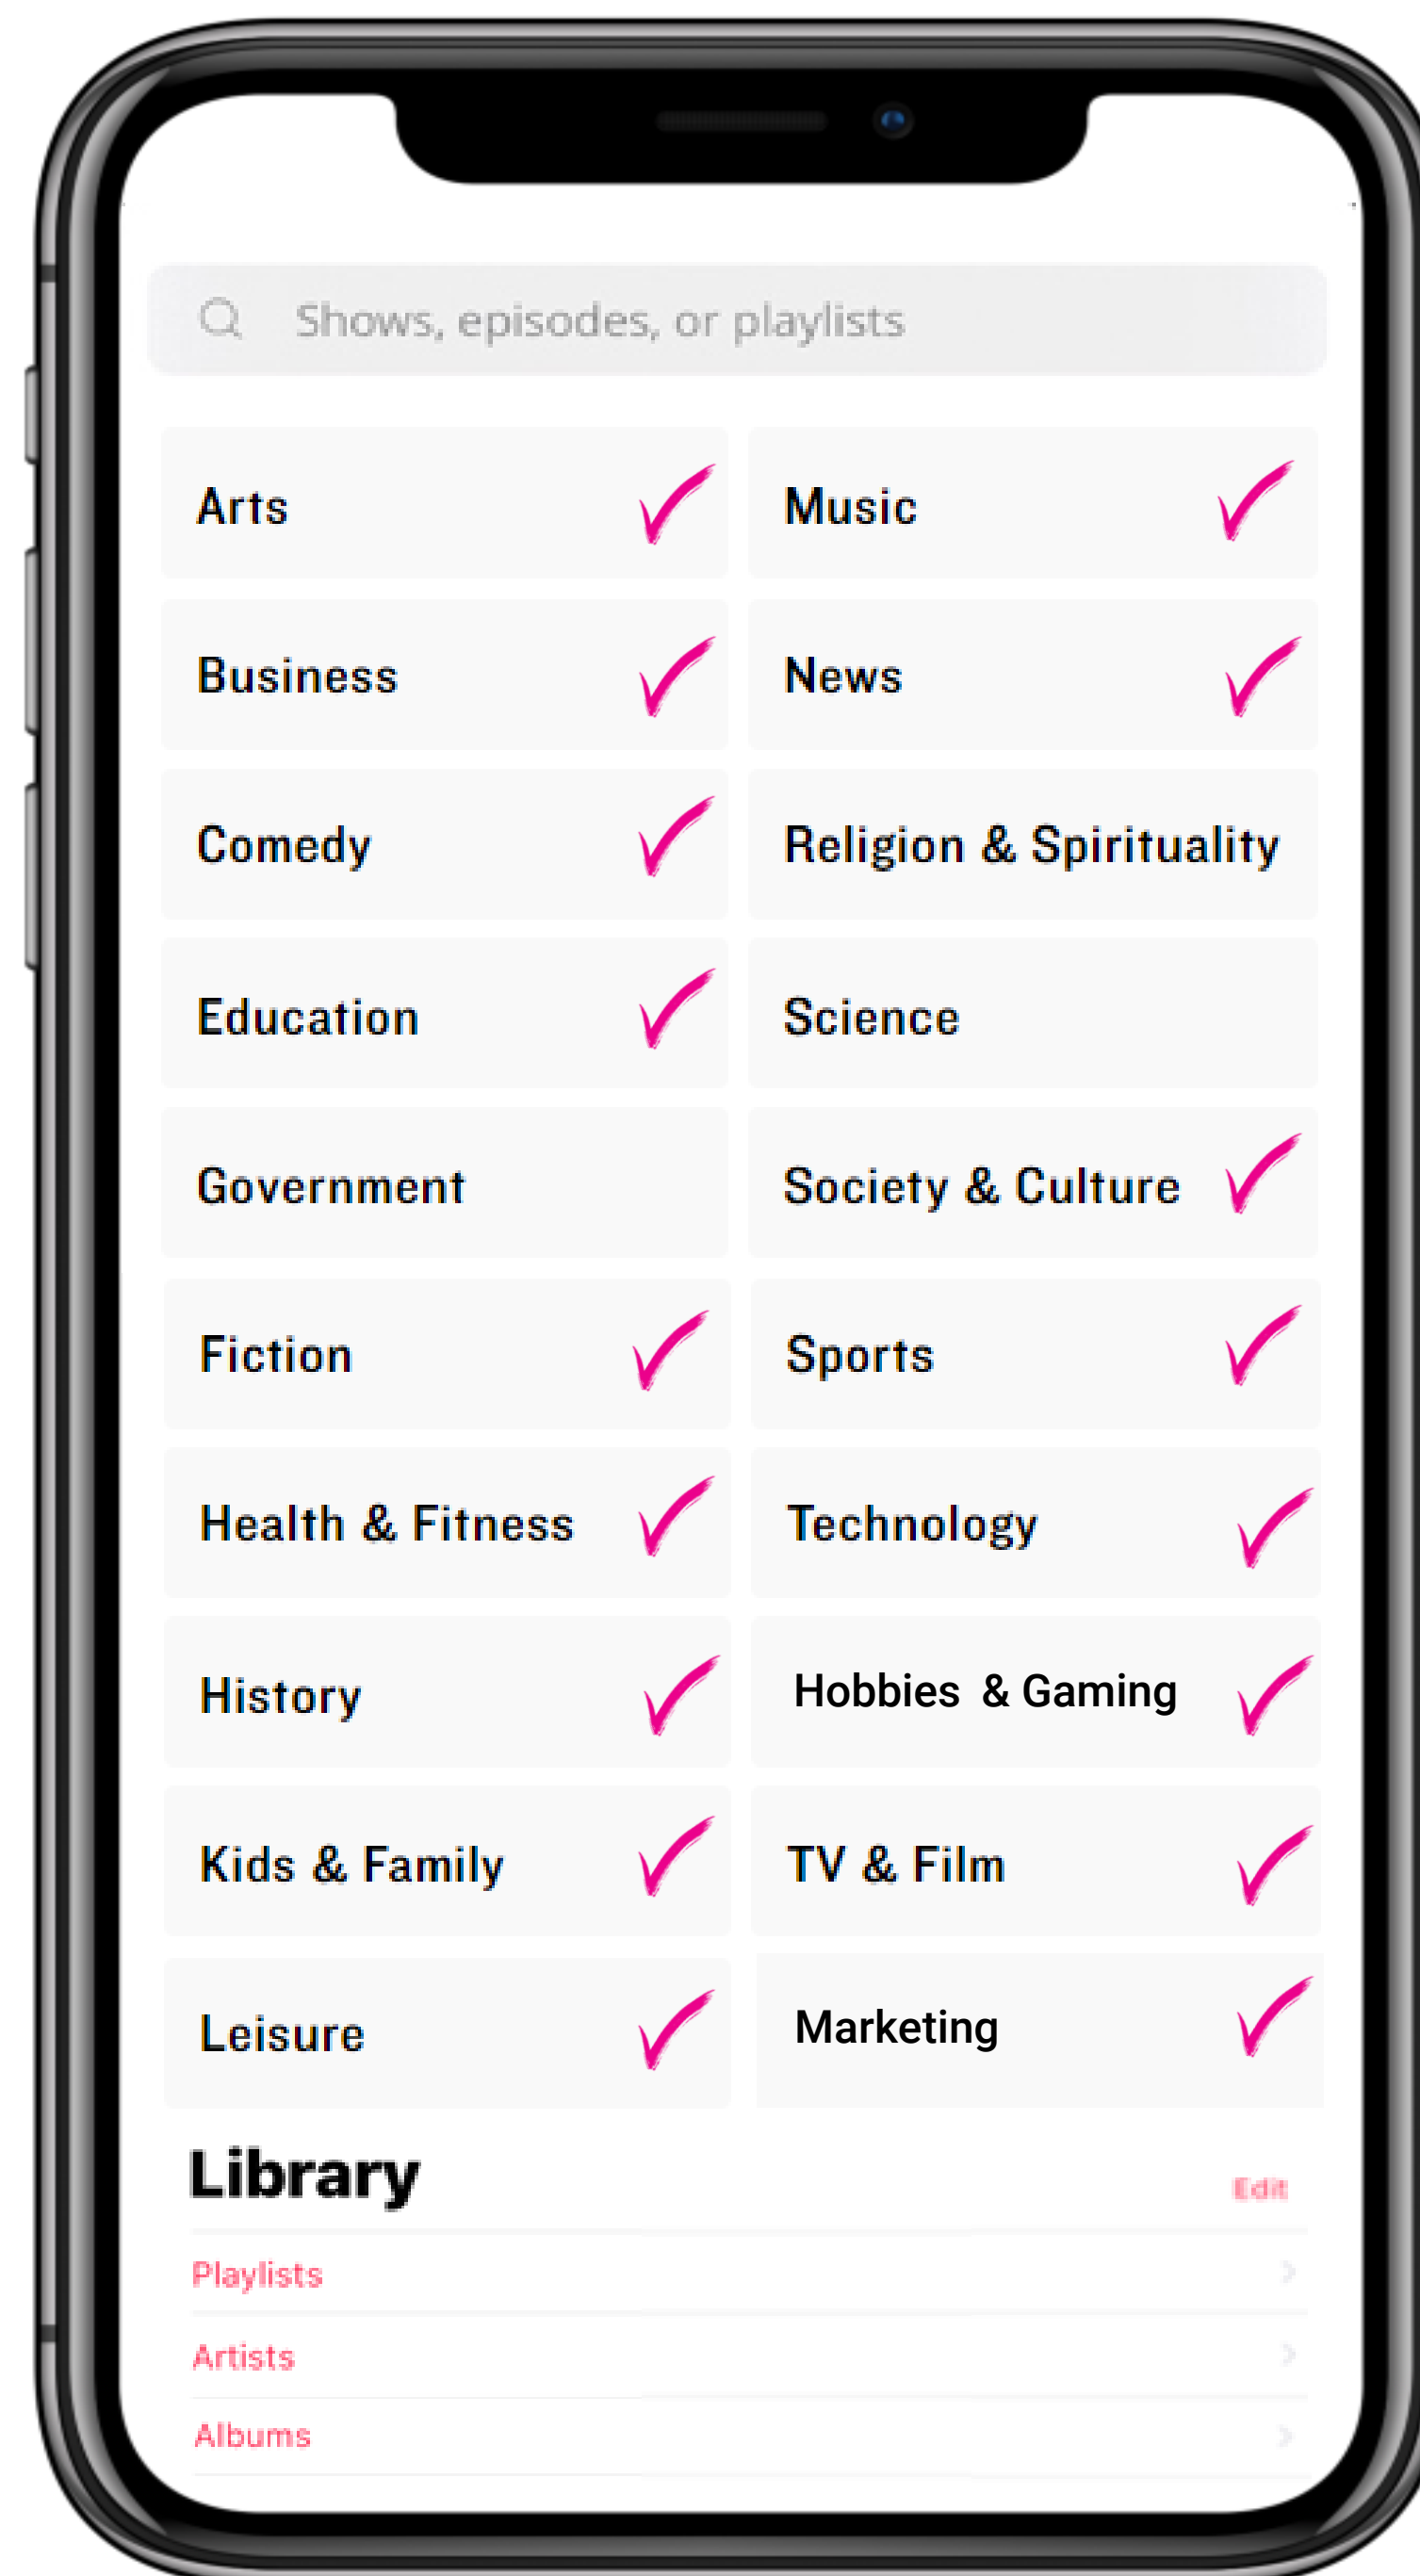 Shows, episodes, or playlists
Arts
Music
Business
News
Comedy
Religion & Spirituality
Education
Science
Government
Society & Culture
Fiction
Sports
Health & Fitness
Technology
History
Hobbies & Gaming
Kids & Family
TV & Film
Leisure
Marketing
Library
Edit
Playlists
Artists
Albums